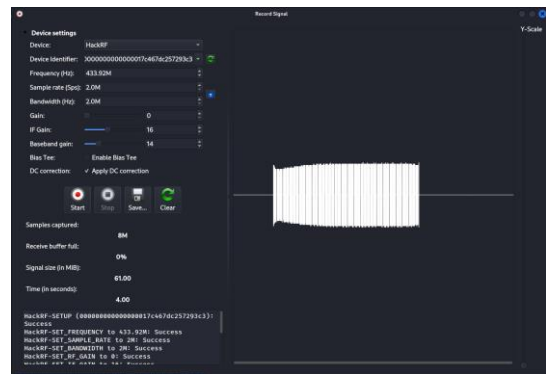 Record Signal
Device settings
Y-Scale
Device: HackRF
Device Identifier: 0000000000000017c467dc257293c3
Frequency (Hz): 433.92M
Sample rate (Sps): 2.0M
Bandwidth (Hz): 2.0M
Gain: 0
IF Gain: 16
Baseband gain: 14
Bias Tee: Enable Bias Tee
DC correction: ✓ Apply DC correction
Start Stop Save... Clear
Samples captured:
8M
Receive buffer full:
0%
Signal size (in MiB):
61.00
Time (in seconds):
4.00
HackRF-SETUP (0000000000000017c467dc257293c3):
Success
HackRF-SET_FREQUENCY to 433.92M: Success
HackRF-SET_SAMPLE_RATE to 2M: Success
HackRF-SET_BANDWIDTH to 2M: Success
HackRF-SET_RF_GAIN to 0: Success